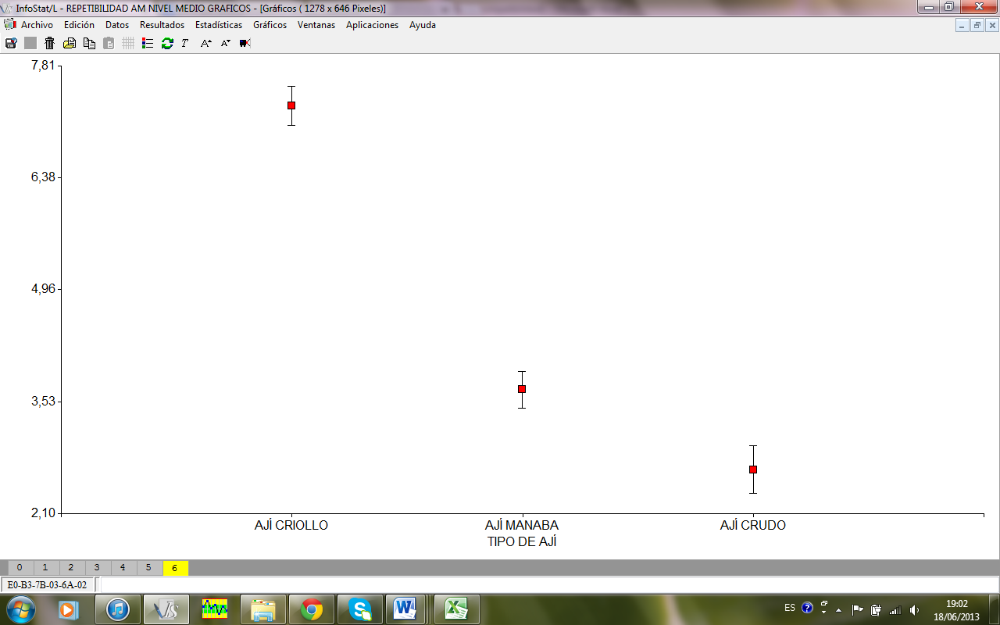 InfoStat/L - REPETIBILIDAD AM NIVEL MEDIO GRAFICOS - [Gráficos ( 1278 x 646 Pixeles)]
Archivo Edición Datos Resultados Estadísticas Gráficos Ventanas Aplicaciones Ayuda
T A A
7,81
6,38
4,96
3,53
2,10
AJÍ CRIOLLO AJÍ MANABA AJÍ CRUDO
TIPO DE AJÍ
0 1 2 3 4 5 6
E0-B3-7B-03-6A-02
ES 19:02
18/06/2013